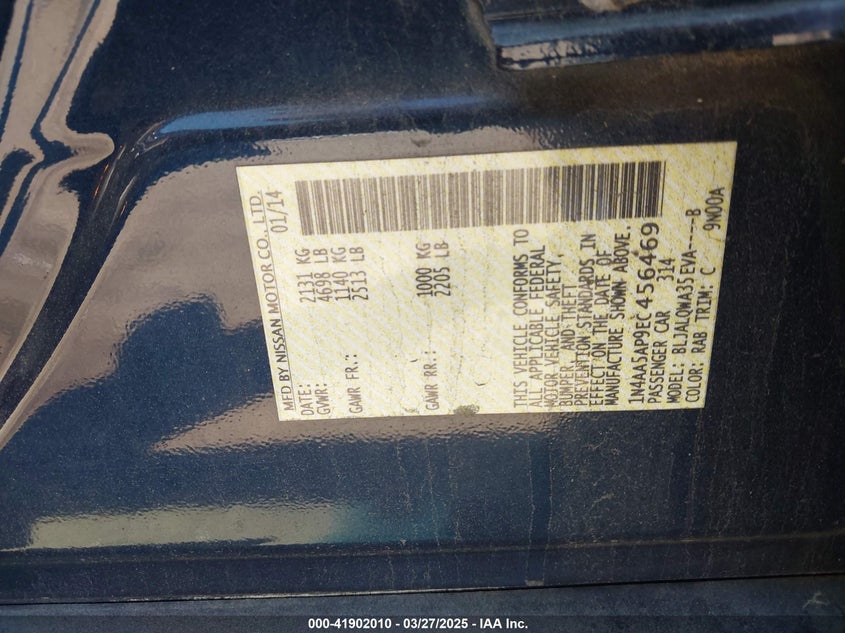 MFD BY NISSAN MOTOR CO., LTD.
DATE: 01/14
GVWR: 2131 KG
4698 LB
GAWR FR.: 1140 KG
2513 LB
GAWR RR.: 1000 KG
2205 LB
THIS VEHICLE CONFORMS TO
ALL APPLICABLE FEDERAL
MOTOR VEHICLE SAFETY
BUMPER, AND THEFT
PREVENTION STANDARDS IN
EFFECT ON THE DATE OF
MANUFACTURE SHOWN ABOVE.
1N4AA5AP9EC456469
PASSENGER CAR 314
MODEL: BLJALOWA35EVA----B
COLOR: RAB TRIM: C 9N00A
000-41902010 - 03/27/2025 - IAA Inc.